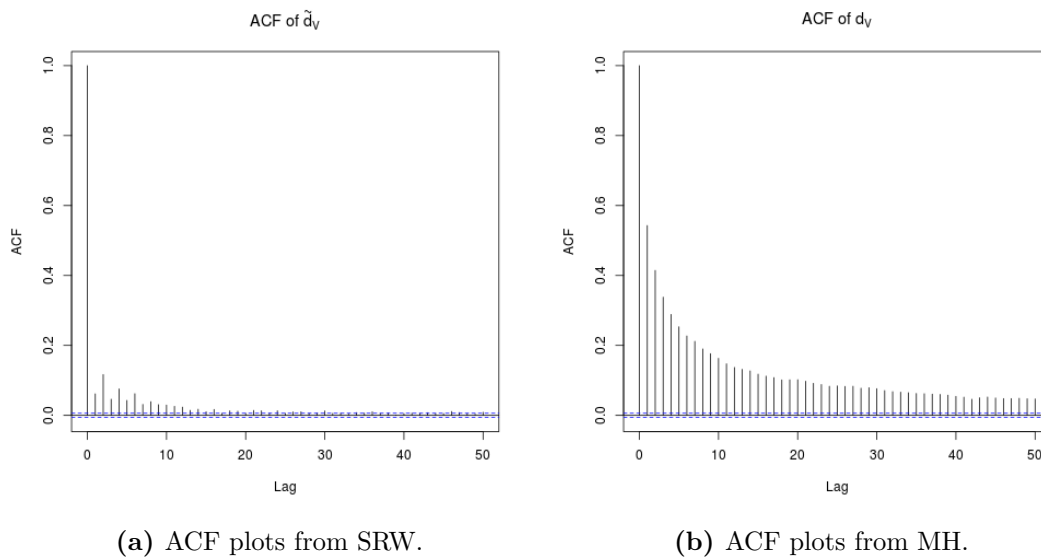 ACF of d̃ᵥ
ACF
1.0
0.8
0.6
0.4
0.2
0.0
0 10 20 30 40 50
Lag
(a) ACF plots from SRW.
ACF of dᵥ
ACF
1.0
0.8
0.6
0.4
0.2
0.0
0 10 20 30 40 50
Lag
(b) ACF plots from MH.